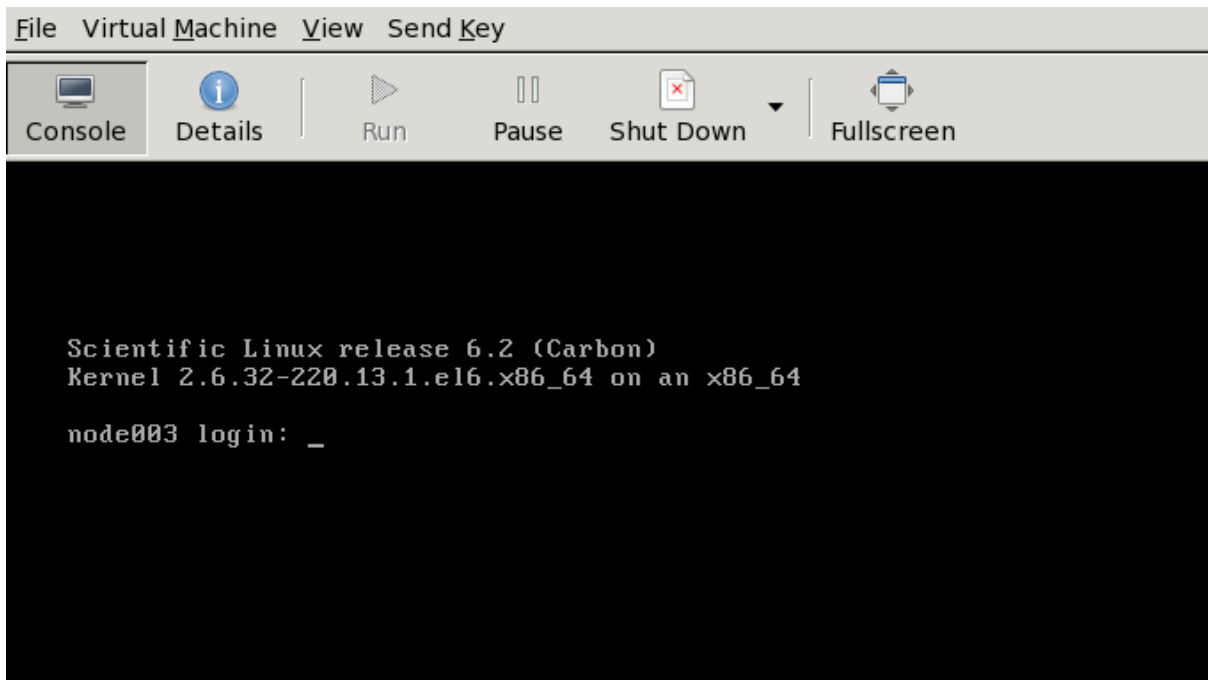 File Virtual Machine View Send Key
Console Details Run Pause Shut Down Fullscreen
Scientific Linux release 6.2 (Carbon)
Kernel 2.6.32-220.13.1.el6.x86_64 on an x86_64
node003 login: _